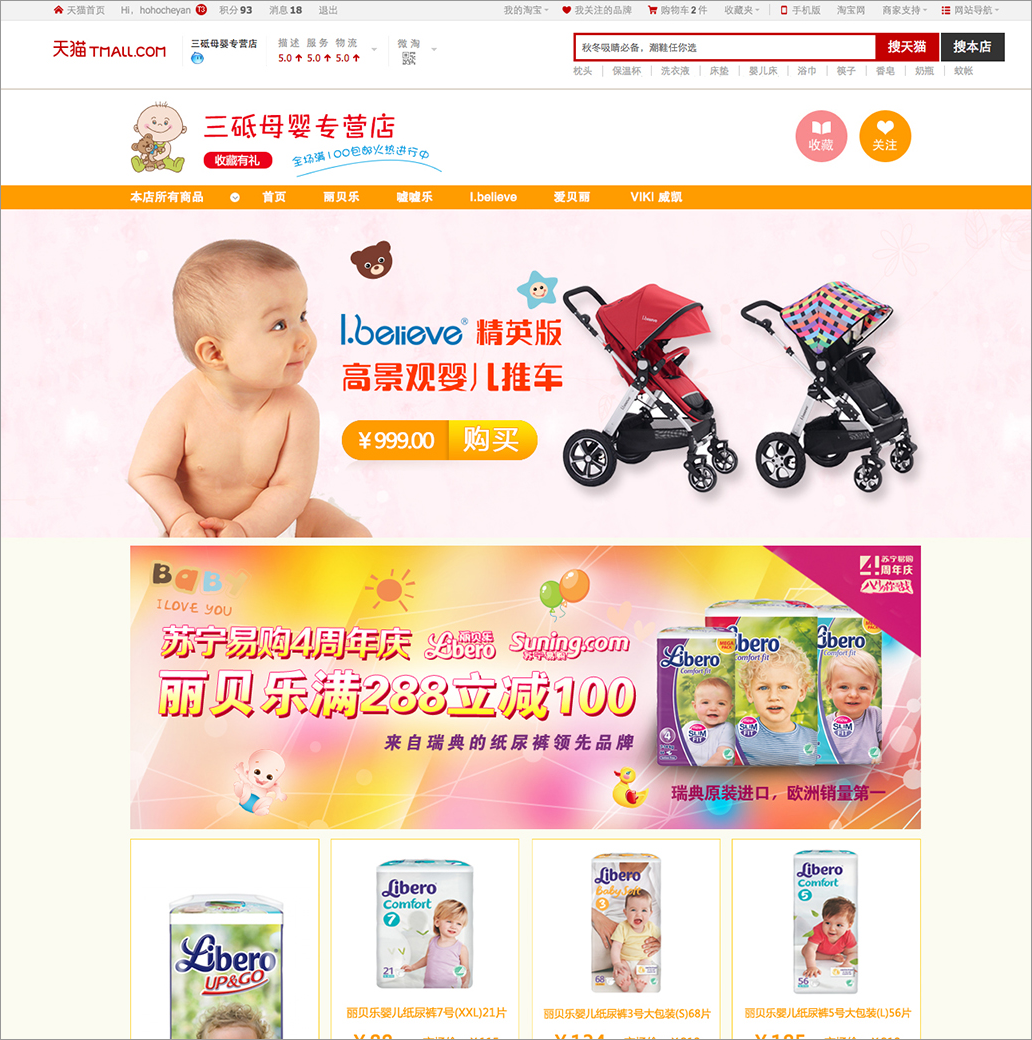 天猫首页 Hi，hohocheyan T3 积分 93 消息 18 退出 我的淘宝 我关注的品牌 购物车 2 件 收藏夹 手机版 淘宝网 商家支持 网站导航
天猫 TMALL.COM
三砥母婴专营店
描 述 服 务 物 流
5.0 5.0 5.0
微 淘
秋冬吸睛必备，潮鞋任你选
搜天猫 搜本店
枕头 保温杯 洗衣液 床垫 婴儿床 浴巾 筷子 香皂 奶瓶 蚊帐
三砥母婴专营店
收藏有礼
全场满100包邮火热进行中
收藏
关注
本店所有商品 首页 丽贝乐 嘘嘘乐 I.believe 爱贝丽 VIKI 威凯
I.believe® 精英版
高景观婴儿推车
￥999.00 购买
BABY
I LOVE YOU
4 苏宁易购
周年庆
苏宁易购4周年庆 丽贝乐 Libero Suning.com 苏宁易购
丽贝乐满288立减100
来自瑞典的纸尿裤领先品牌
瑞典原装进口，欧洲销量第一
Libero
Comfort fit
MEGA PACK
SLIM FIT
4
Libero
UP&GO
Libero
Comfort
7
21
丽贝乐婴儿纸尿裤7号(XXL)21片
Libero
BabySoft
3
68
丽贝乐婴儿纸尿裤3号大包装(S)68片
Libero
Comfort
5
56
丽贝乐婴儿纸尿裤5号大包装(L)56片